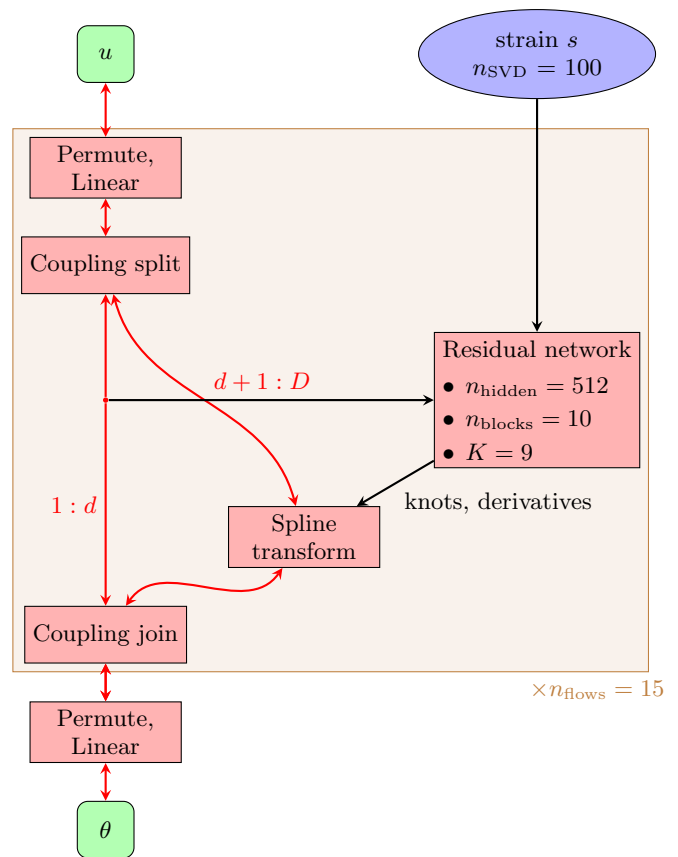 u
strain s
n_SVD = 100
Permute,
Linear
Coupling split
Residual network
• n_hidden = 512
• n_blocks = 10
• K = 9
d + 1 : D
1 : d
knots, derivatives
Spline
transform
Coupling join
×n_flows = 15
Permute,
Linear
θ